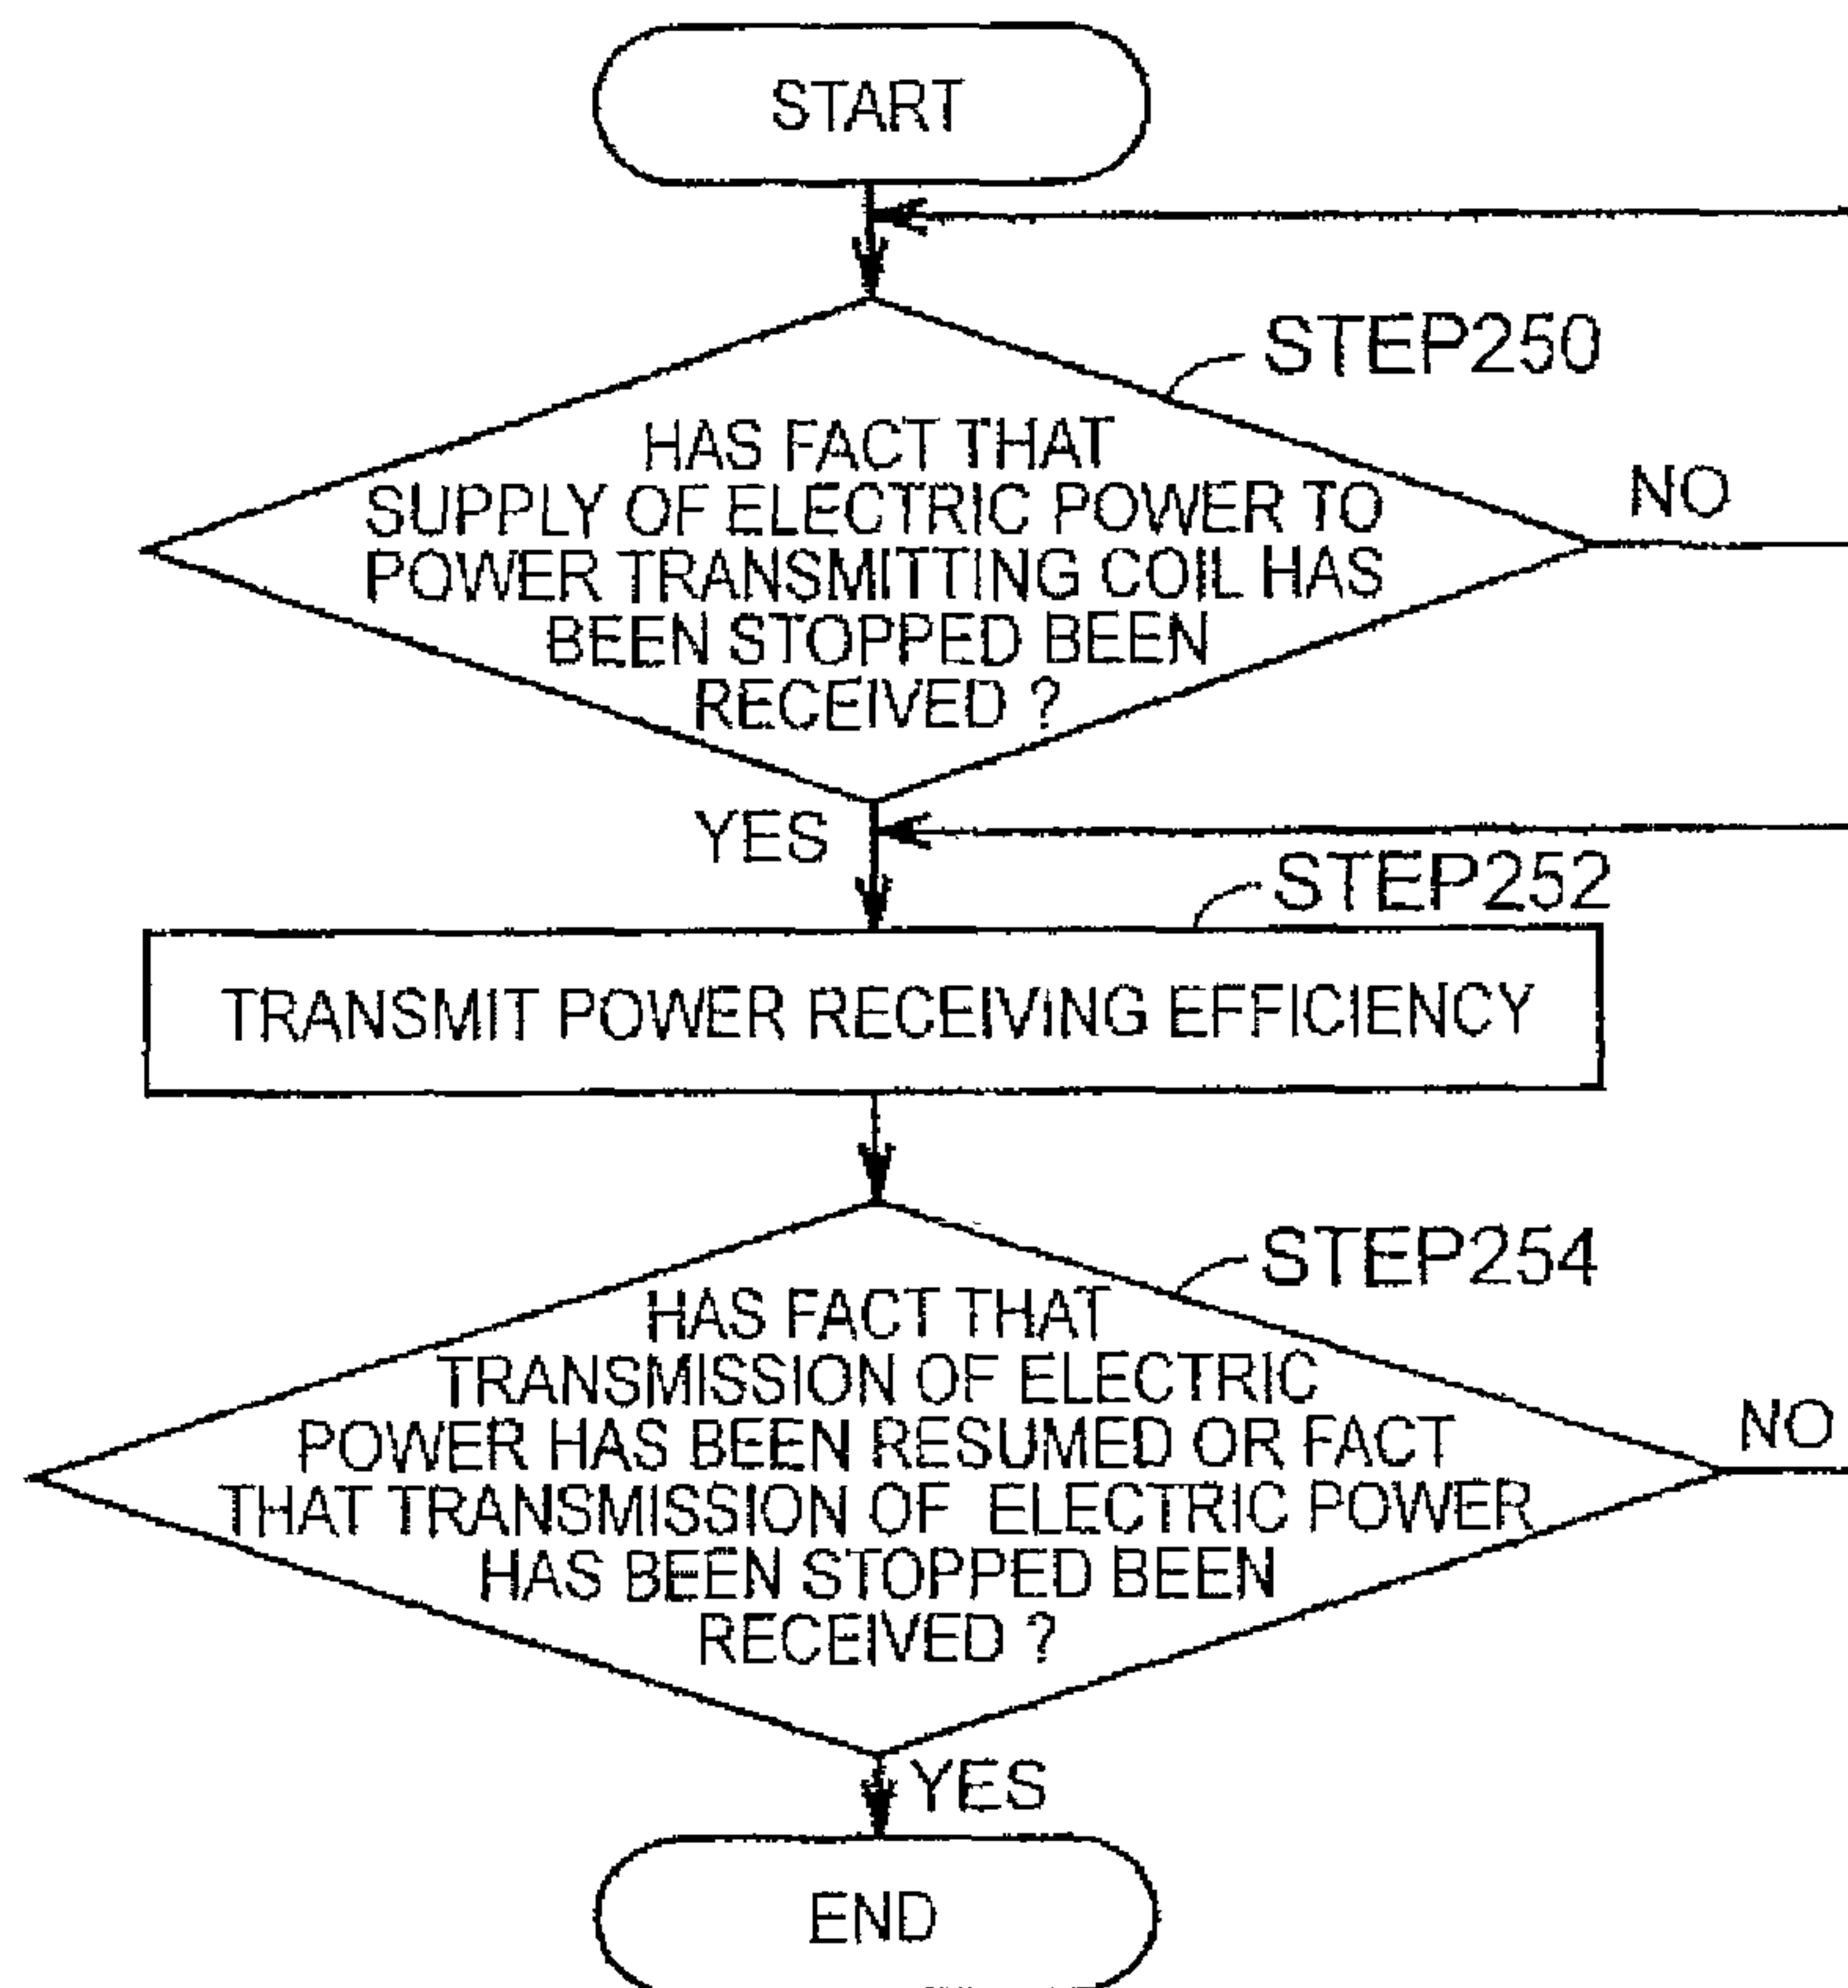 START
STEP250
HAS FACT THAT
SUPPLY OF ELECTRIC POWER TO
POWER TRANSMITTING COIL HAS
BEEN STOPPED BEEN
RECEIVED ?
NO
YES
STEP252
TRANSMIT POWER RECEIVING EFFICIENCY
STEP254
HAS FACT THAT
TRANSMISSION OF ELECTRIC
POWER HAS BEEN RESUMED OR FACT
THAT TRANSMISSION OF ELECTRIC POWER
HAS BEEN STOPPED BEEN
RECEIVED ?
NO
YES
END